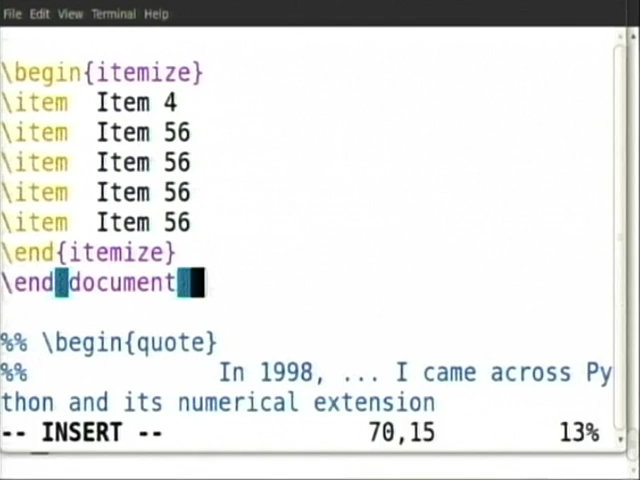 File Edit View Terminal Help
\begin{itemize}
\item  Item 4
\item  Item 56
\item  Item 56
\item  Item 56
\item  Item 56
\end{itemize}
\end{document}
%% \begin{quote}
%%              In 1998, ... I came across Py
thon and its numerical extension
-- INSERT --               70,15         13%